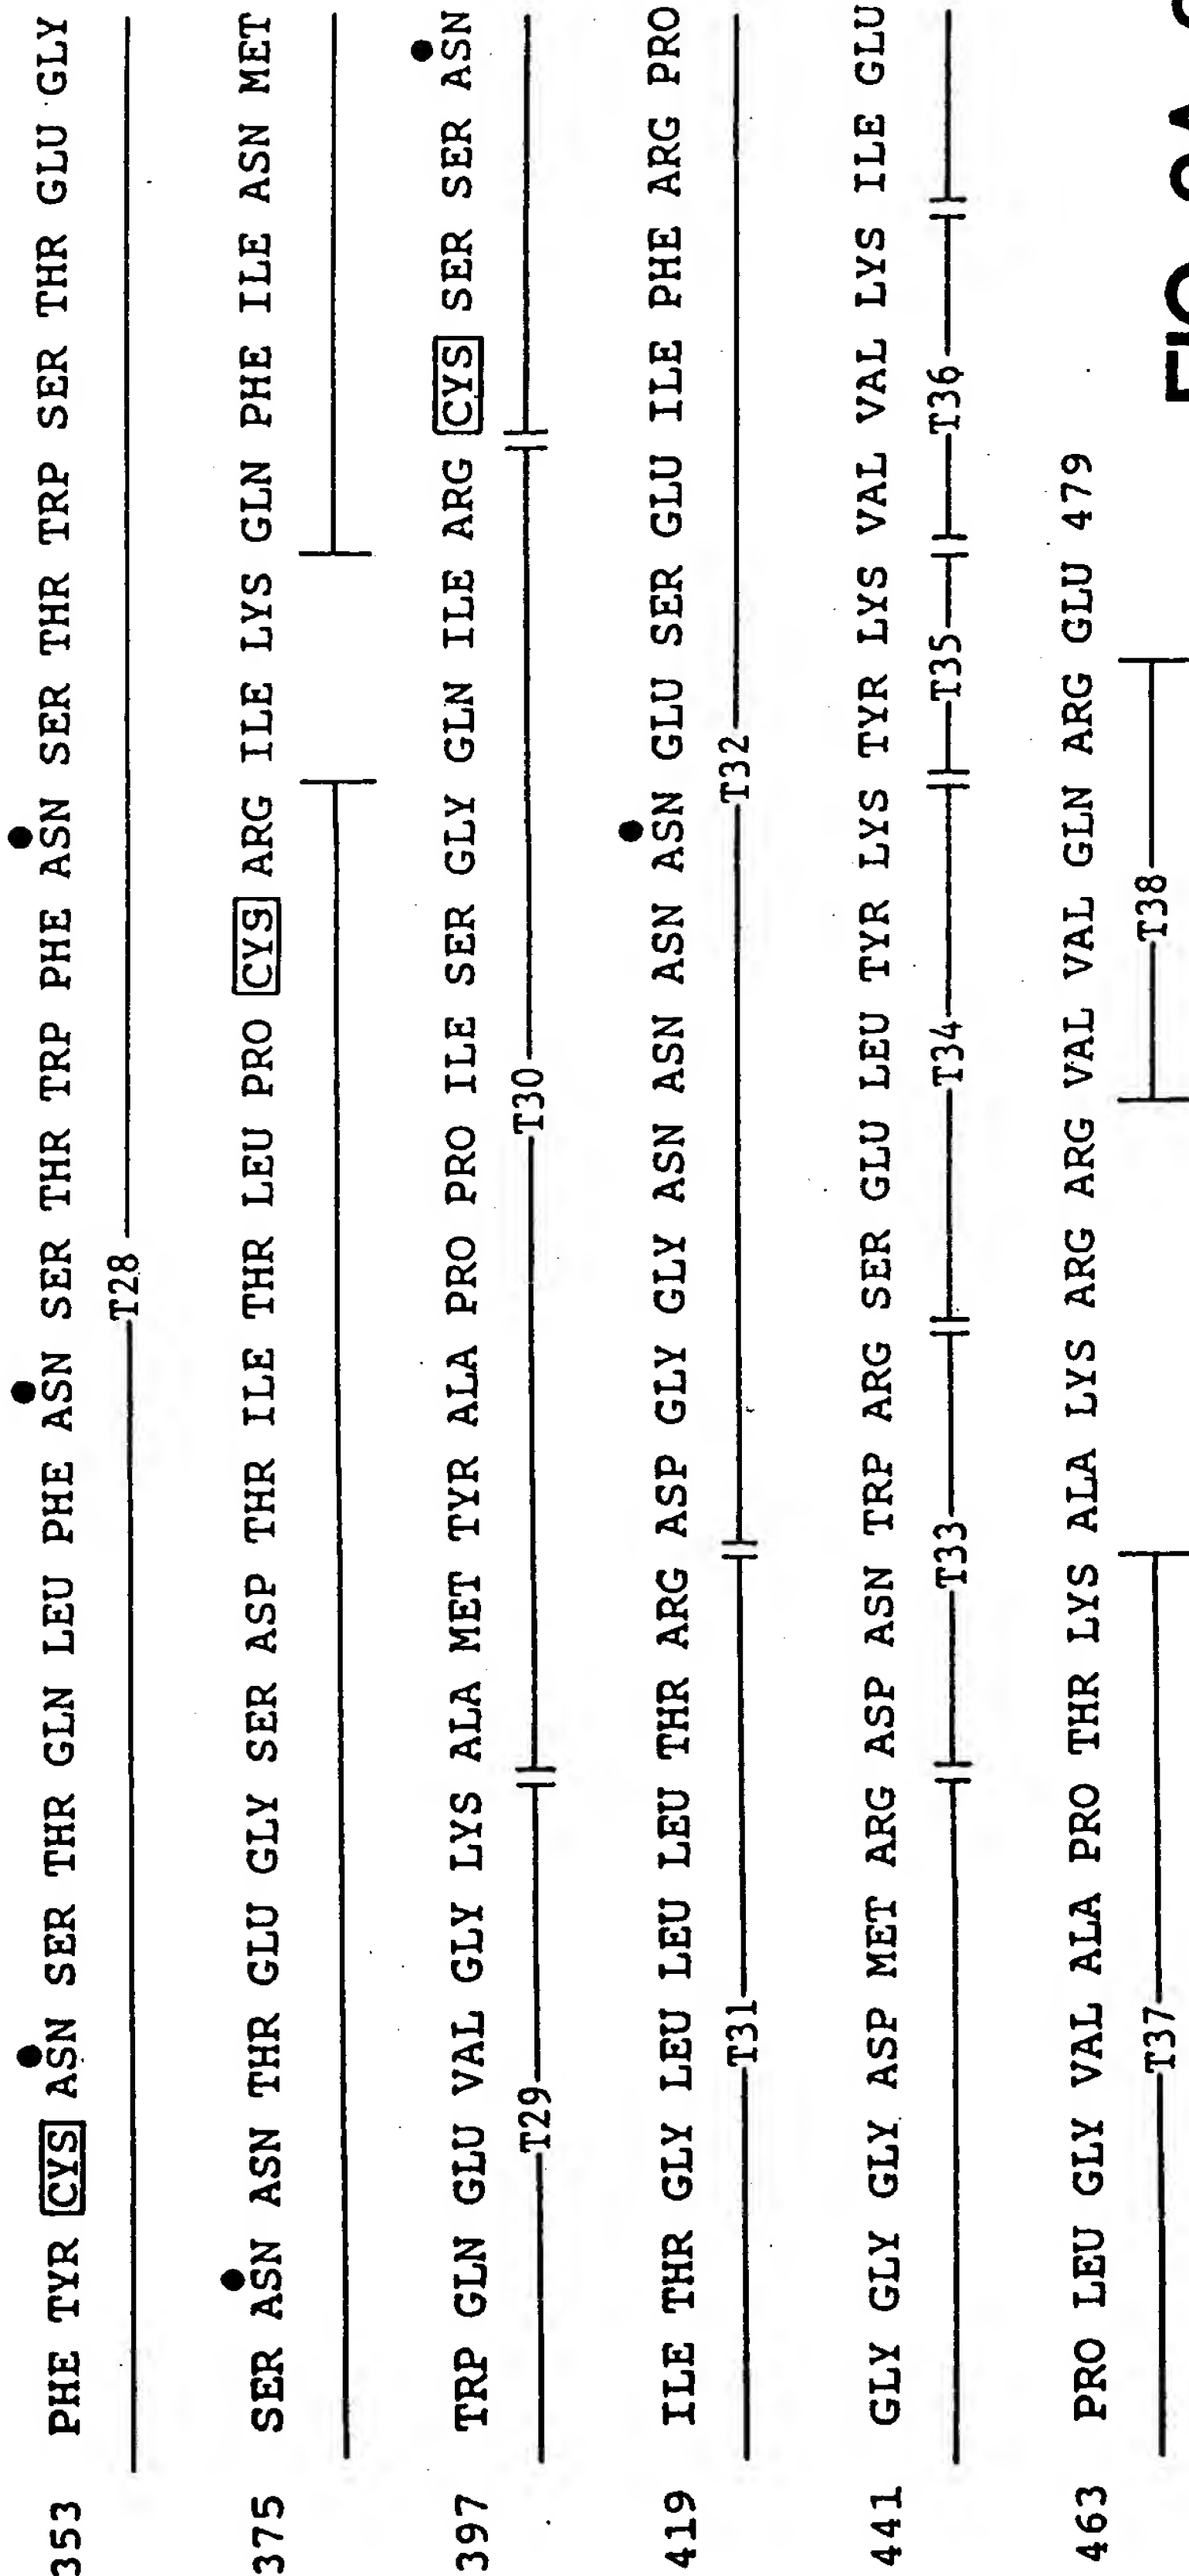 353 PHE TYR CYS ASN SER THR GLN LEU PHE ASN SER THR TRP PHE ASN SER THR TRP SER THR GLU GLY
T28
375 SER ASN ASN THR GLU GLY SER ASP THR ILE THR LEU PRO CYS ARG ILE LYS GLN PHE ILE ASN MET
397 TRP GLN GLU VAL GLY LYS ALA MET TYR ALA PRO PRO ILE SER GLY GLN ILE ARG CYS SER SER ASN
T29 T30
419 ILE THR GLY LEU LEU LEU THR ARG ASP GLY GLY ASN ASN ASN ASN GLU SER GLU ILE PHE ARG PRO
T31 T32
441 GLY GLY GLY ASP MET ARG ASP ASN TRP ARG SER GLU LEU TYR LYS TYR LYS VAL VAL LYS ILE GLU
T33 T34 T35 T36
463 PRO LEU GLY VAL ALA PRO THR LYS ALA LYS ARG ARG VAL VAL GLN ARG GLU 479
T37 T38